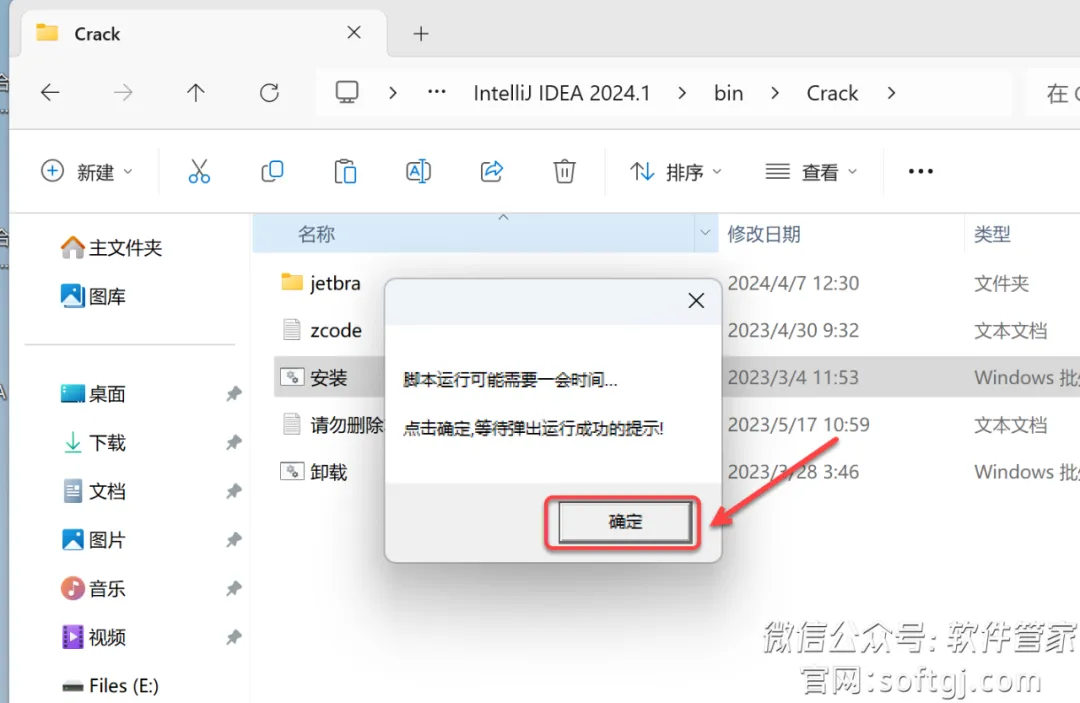 Crack
IntelliJ IDEA 2024.1 > bin > Crack >
在
新建
排序
查看
名称
修改日期
类型
主文件夹
图库
桌面
下载
文档
图片
音乐
视频
Files (E:)
jetbra
2024/4/7 12:30
文件夹
zcode
2023/4/30 9:32
文本文档
安装
2023/3/4 11:53
Windows 批
请勿删除
2023/5/17 10:59
文本文档
卸载
2023/3/28 3:46
Windows 批
脚本运行可能需要一会时间...
点击确定,等待弹出运行成功的提示!
确定
微信公众号: 软件管家
官网:softgj.com